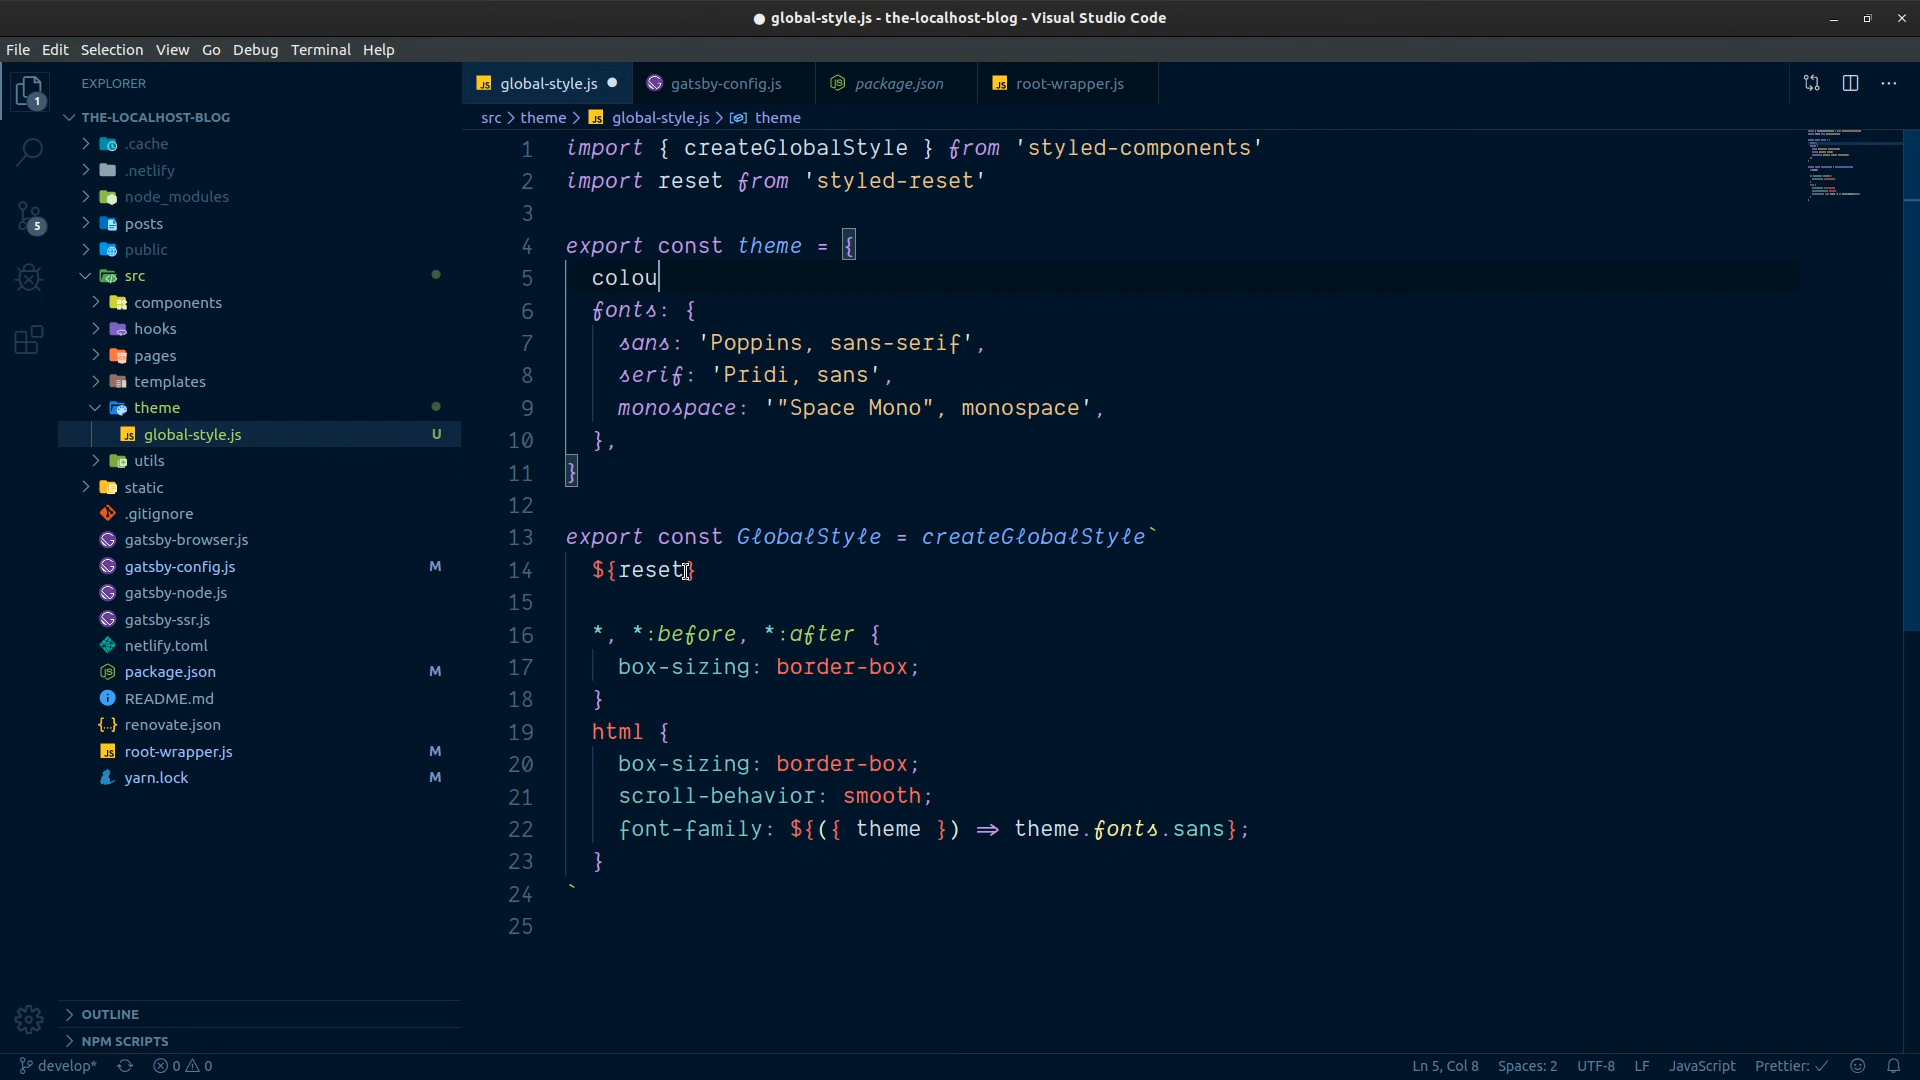 global-style.js - the-localhost-blog - Visual Studio Code
File Edit Selection View Go Debug Terminal Help
EXPLORER
THE-LOCALHOST-BLOG
.cache
.netlify
node_modules
posts
public
src
components
hooks
pages
templates
theme
global-style.js U
utils
static
.gitignore
gatsby-browser.js
gatsby-config.js M
gatsby-node.js
gatsby-ssr.js
netlify.toml
package.json M
README.md
renovate.json
root-wrapper.js M
yarn.lock M
OUTLINE
NPM SCRIPTS
1
5
global-style.js gatsby-config.js package.json root-wrapper.js
src > theme > global-style.js > theme
1 import { createGlobalStyle } from 'styled-components'
2 import reset from 'styled-reset'
3
4 export const theme = {
5 colou
6 fonts: {
7 sans: 'Poppins, sans-serif',
8 serif: 'Pridi, sans',
9 monospace: '"Space Mono", monospace',
10 },
11 }
12
13 export const GlobalStyle = createGlobalStyle`
14 ${reset}
15
16 *, *:before, *:after {
17 box-sizing: border-box;
18 }
19 html {
20 box-sizing: border-box;
21 scroll-behavior: smooth;
22 font-family: ${({ theme }) => theme.fonts.sans};
23 }
24 `
25
develop* 0 0 Ln 5, Col 8 Spaces: 2 UTF-8 LF JavaScript Prettier: ✓